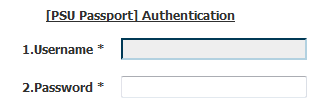 [PSU Passport] Authentication
1.Username *
2.Password *